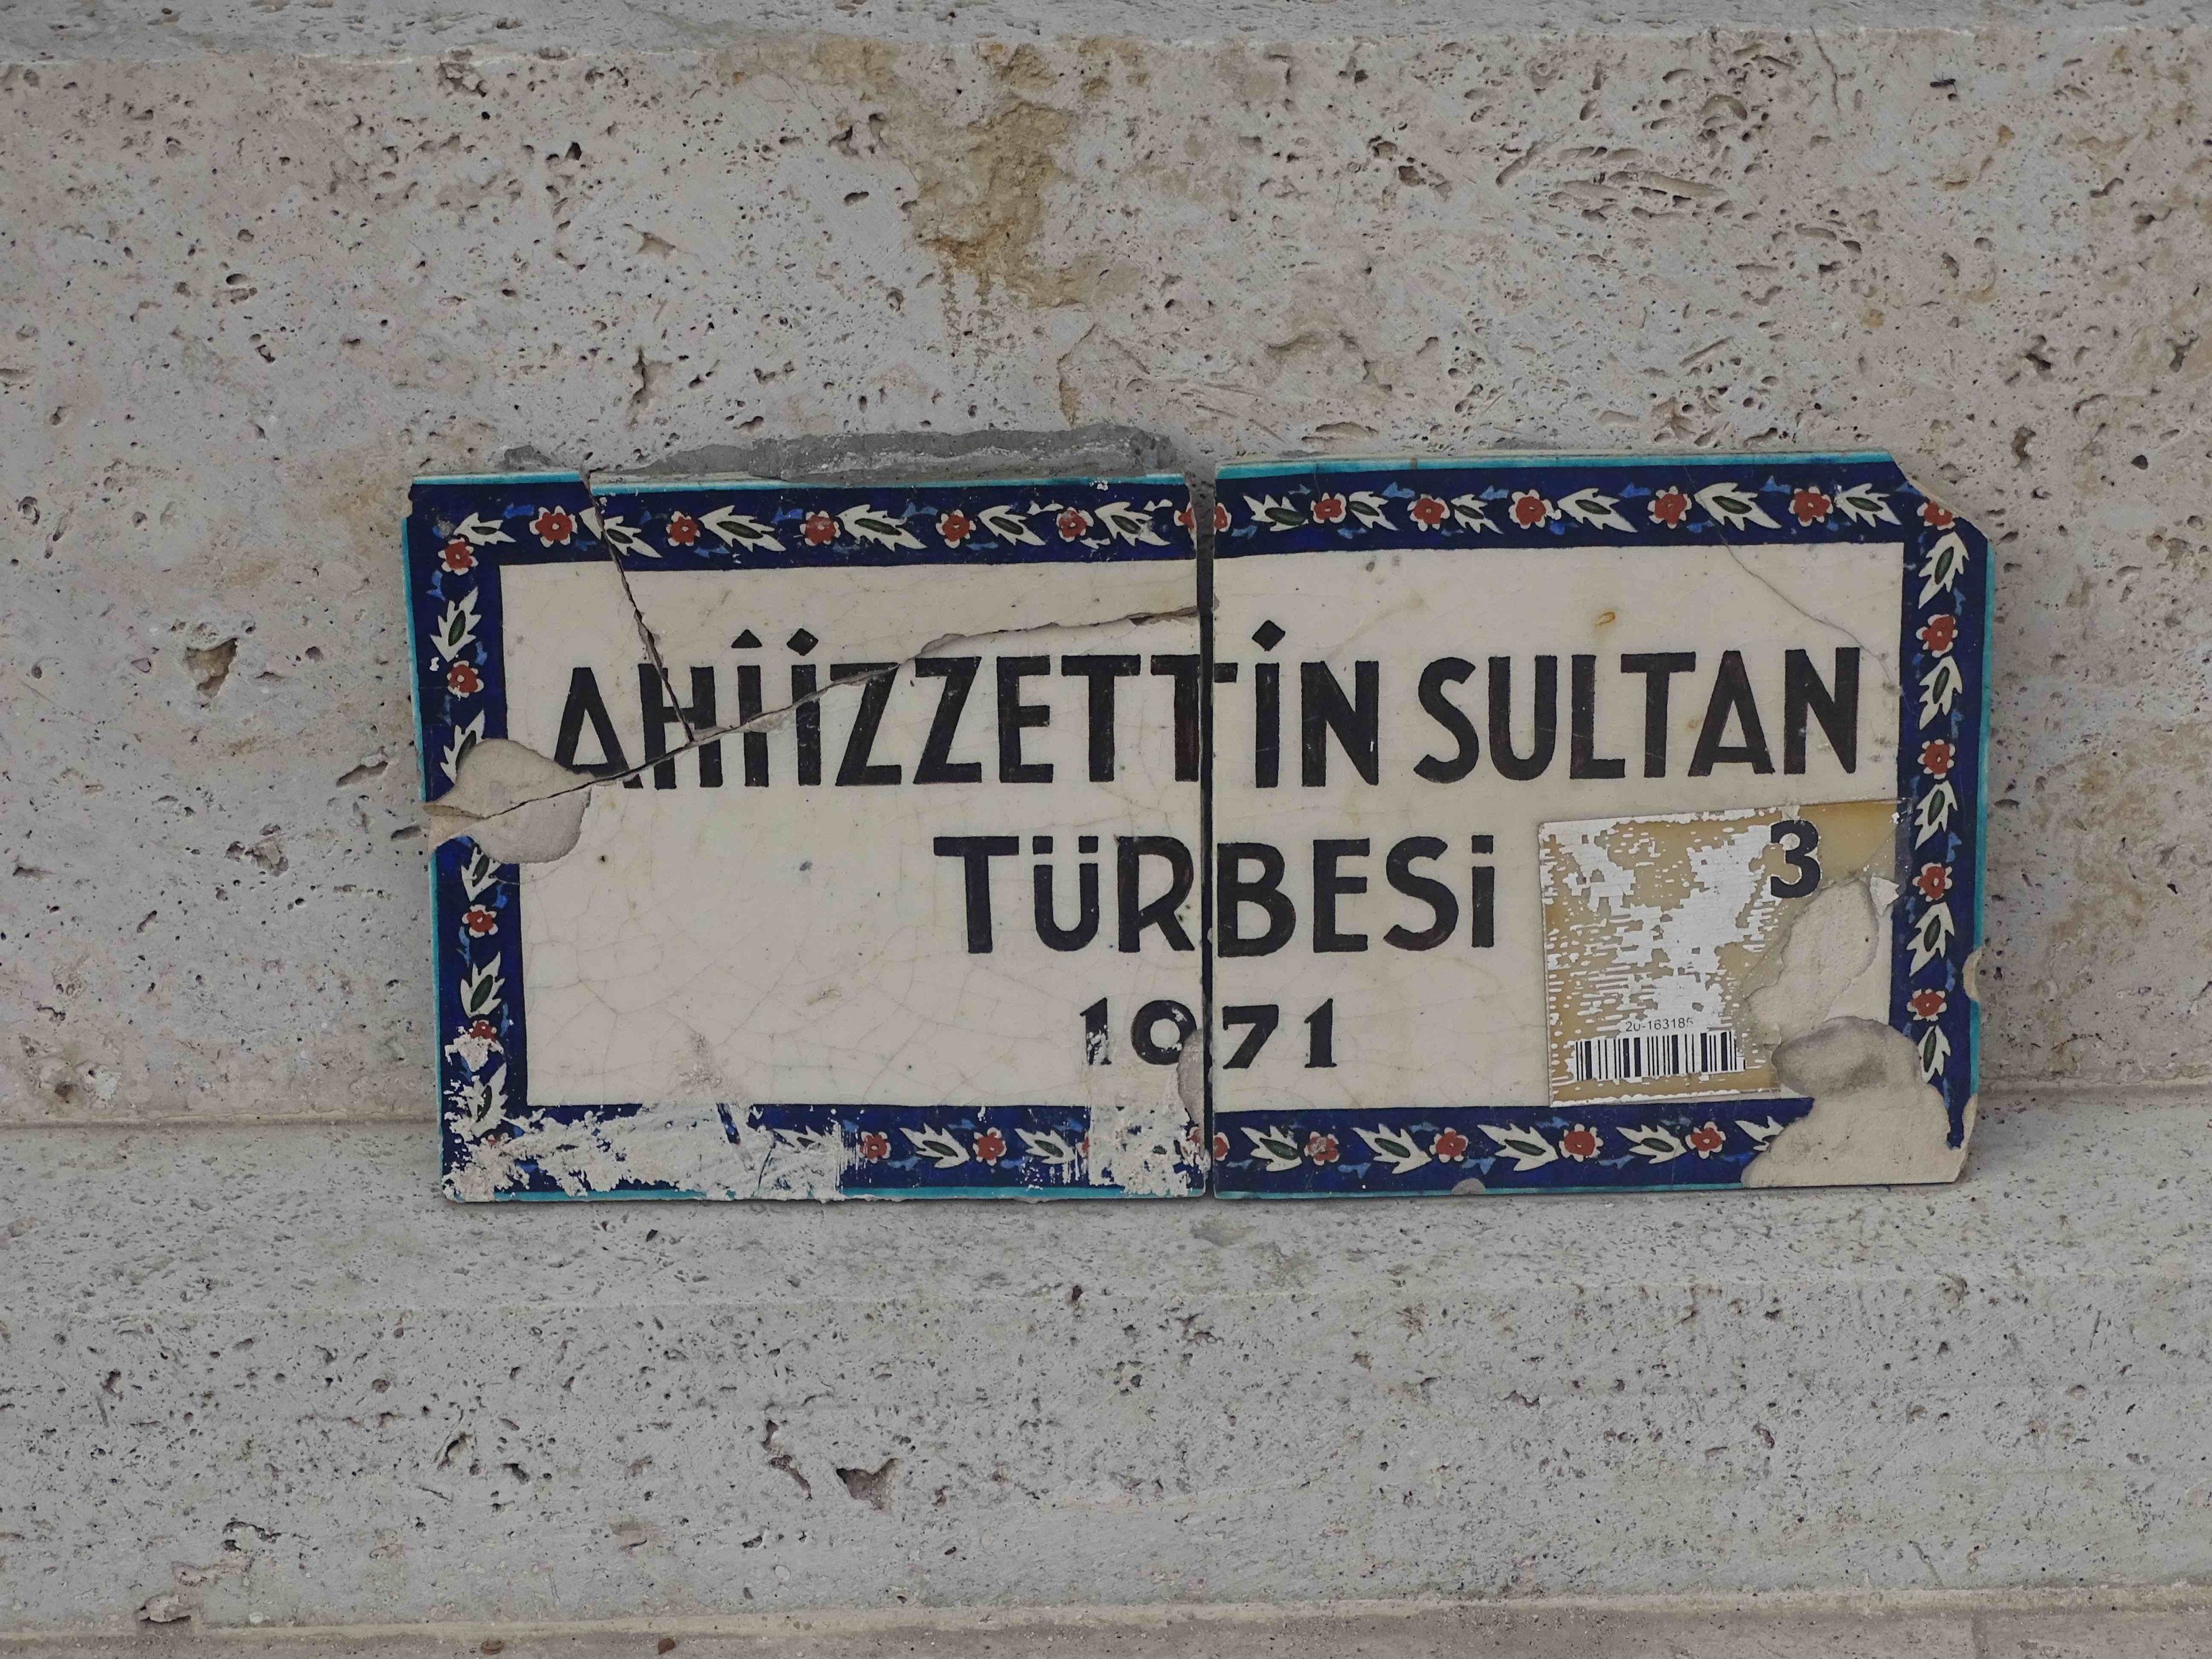 AHİİZZETTİN SULTAN
TÜRBESİ
1971
3